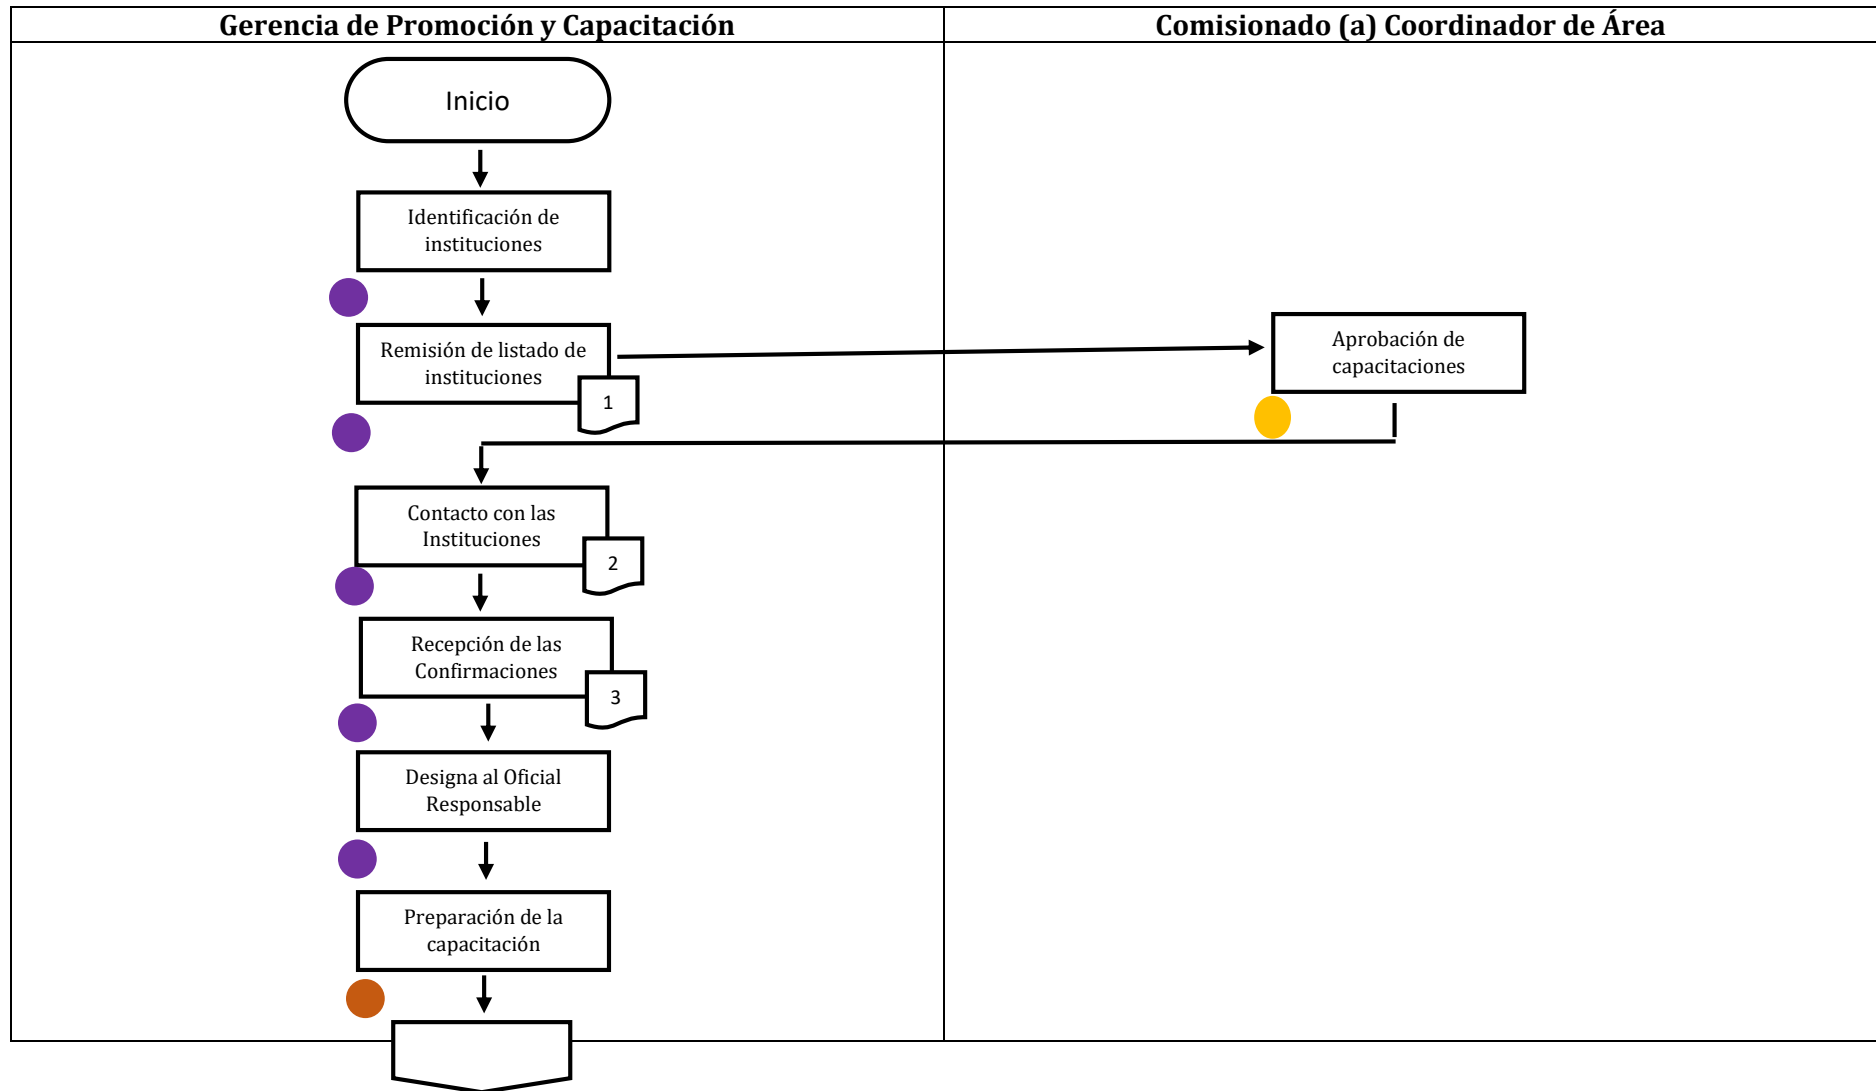 Gerencia de Promoción y Capacitación
Comisionado (a) Coordinador de Área
Inicio
Identificación de
instituciones
Remisión de listado de
instituciones
1
Aprobación de
capacitaciones
Contacto con las
Instituciones
2
Recepción de las
Confirmaciones
3
Designa al Oficial
Responsable
Preparación de la
capacitación